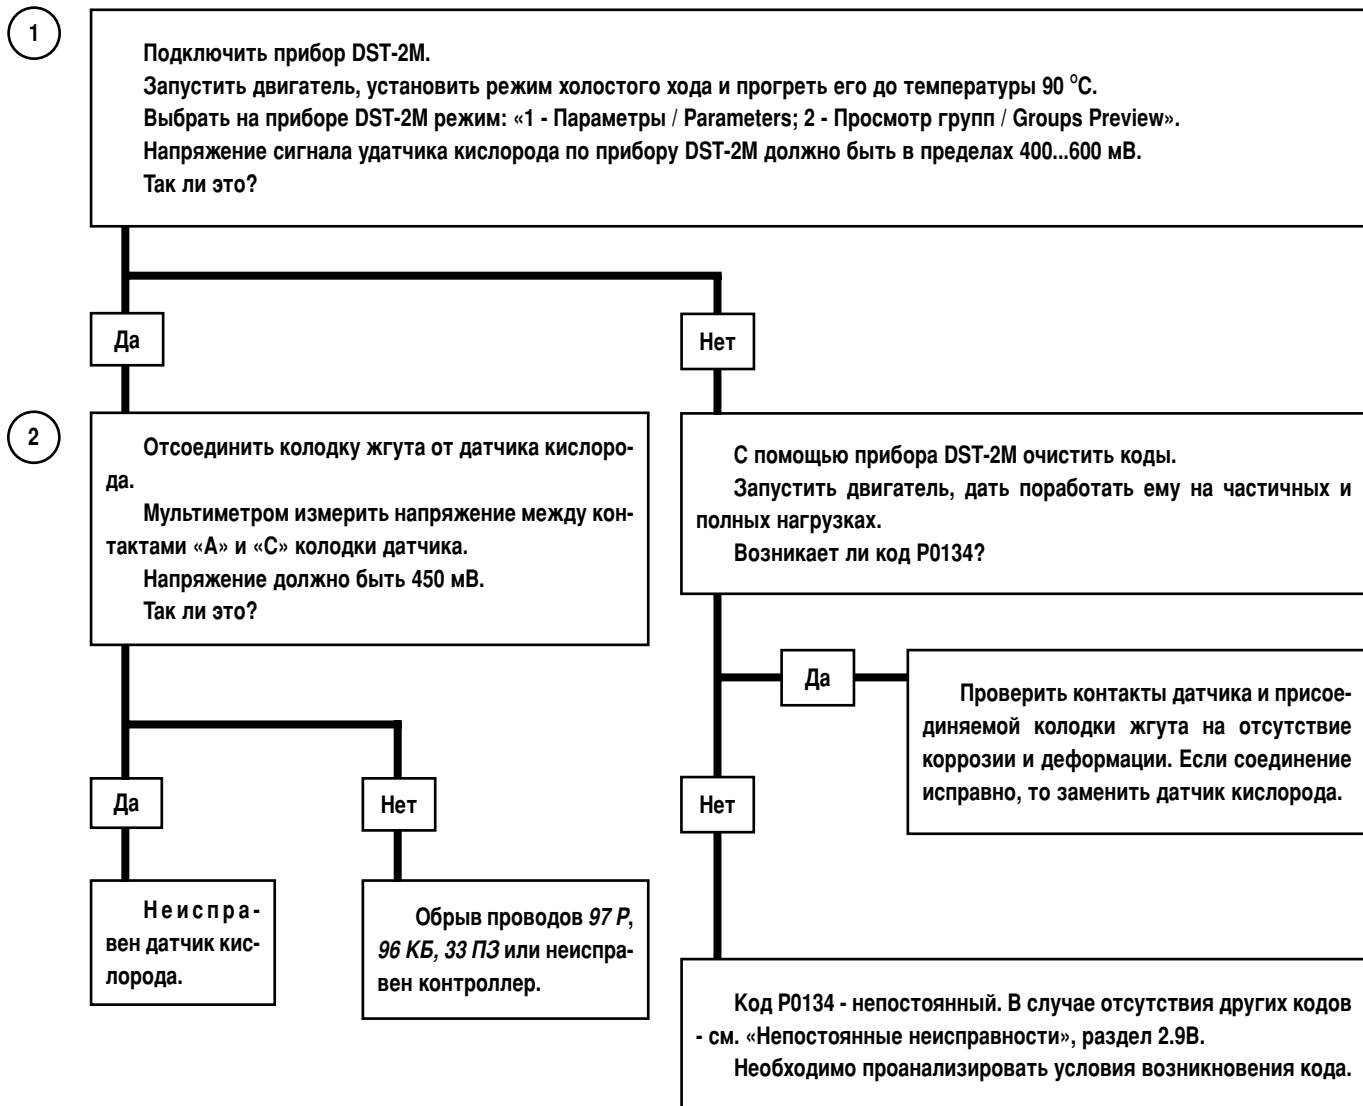 1
Подключить прибор DST-2M.
Запустить двигатель, установить режим холостого хода и прогреть его до температуры 90 °С.
Выбрать на приборе DST-2M режим: «1 - Параметры / Parameters; 2 - Просмотр групп / Groups Preview».
Напряжение сигнала удатчика кислорода по прибору DST-2M должно быть в пределах 400...600 мВ.
Так ли это?
Да
Нет
2
Отсоединить колодку жгута от датчика кислоро-
да.
Мультиметром измерить напряжение между кон-
тактами «А» и «С» колодки датчика.
Напряжение должно быть 450 мВ.
Так ли это?
С помощью прибора DST-2M очистить коды.
Запустить двигатель, дать поработать ему на частичных и
полных нагрузках.
Возникает ли код Р0134?
Да
Проверить контакты датчика и присое-
диняемой колодки жгута на отсутствие
коррозии и деформации. Если соединение
исправно, то заменить датчик кислорода.
Да
Нет
Нет
Неиспра-
вен датчик кис-
лорода.
Обрыв проводов 97 Р,
96 КБ, 33 ПЗ или неиспра-
вен контроллер.
Код Р0134 - непостоянный. В случае отсутствия других кодов
- см. «Непостоянные неисправности», раздел 2.9В.
Необходимо проанализировать условия возникновения кода.